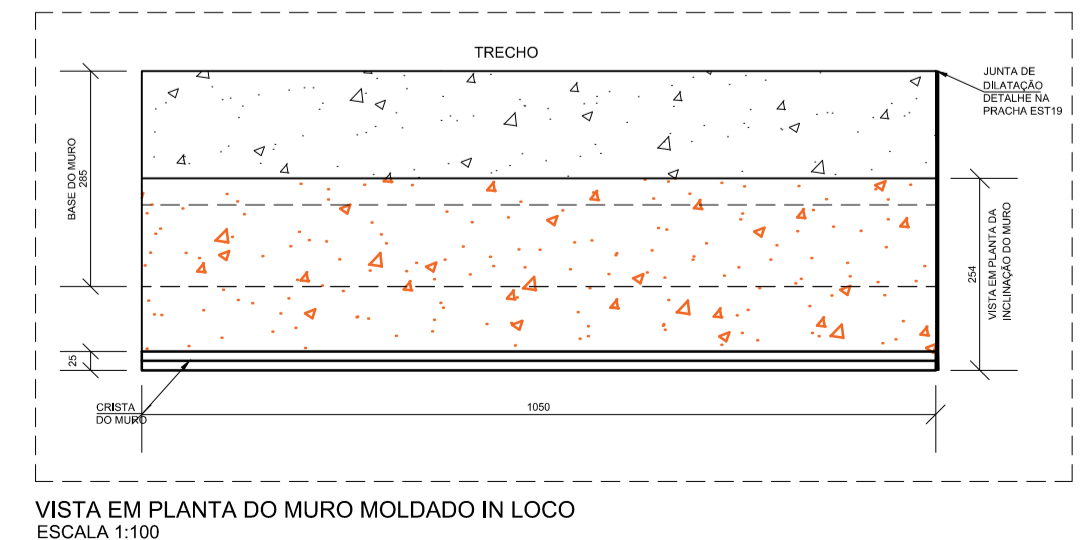 TRECHO
JUNTA DE
DILATAÇÃO
DETALHE NA
PRACHA EST19
BASE DO MURO
285
254
VISTA EM PLANTA DA
INCLINAÇÃO DO MURO
25
CRISTA
DO MURO
1050
VISTA EM PLANTA DO MURO MOLDADO IN LOCO
ESCALA 1:100